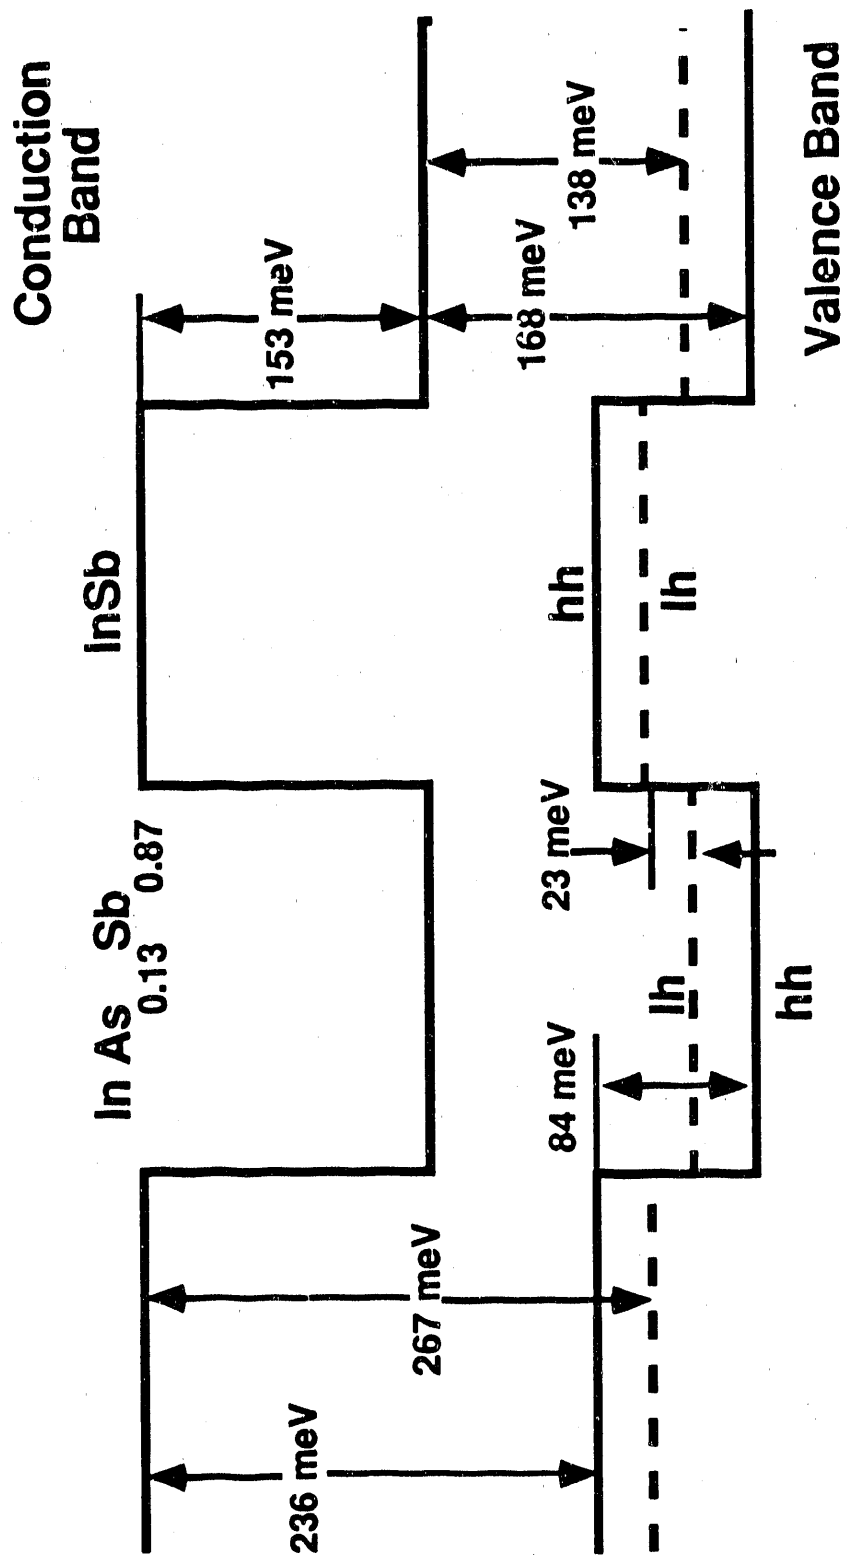 Conduction
Band
In As Sb
0.13 0.87
inSb
153 meV
138 meV
168 meV
236 meV
267 meV
84 meV
23 meV
lh
hh
hh
lh
Valence Band